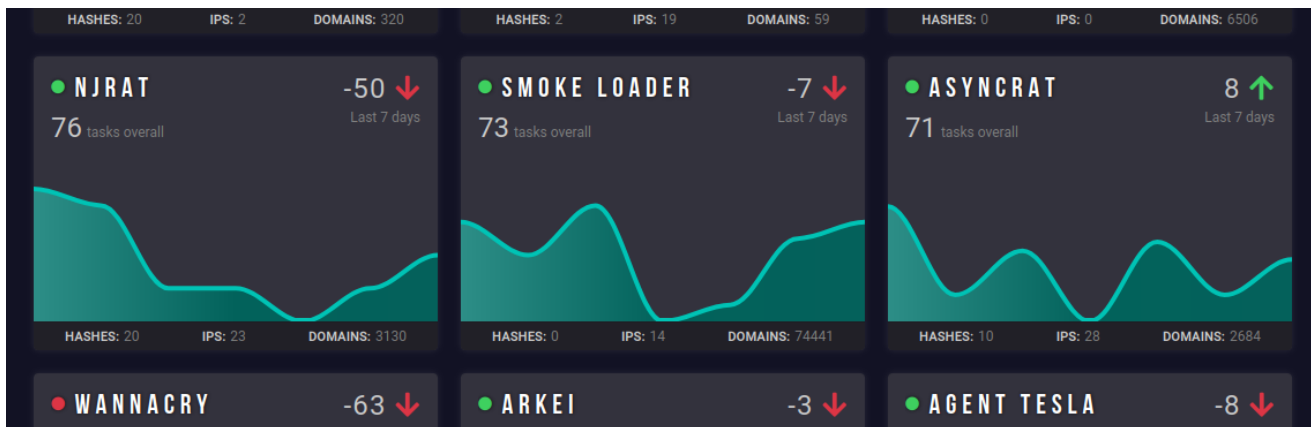 HASHES: 20 IPS: 2 DOMAINS: 320
HASHES: 2 IPS: 19 DOMAINS: 59
HASHES: 0 IPS: 0 DOMAINS: 6506
NJRAT -50
76 tasks overall Last 7 days
HASHES: 20 IPS: 23 DOMAINS: 3130
SMOKE LOADER -7
73 tasks overall Last 7 days
HASHES: 0 IPS: 14 DOMAINS: 74441
ASYNCRAT 8
71 tasks overall Last 7 days
HASHES: 10 IPS: 28 DOMAINS: 2684
WANNACRY -63
ARKEI -3
AGENT TESLA -8